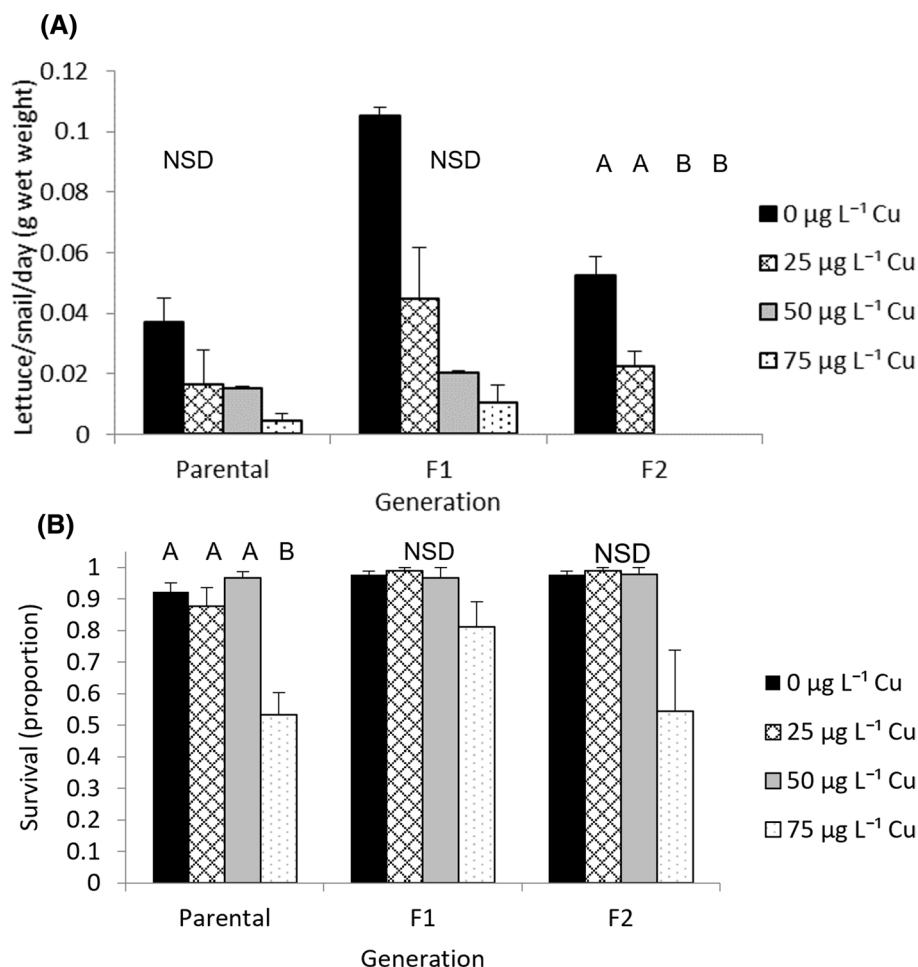 (A)
Lettuce/snail/day (g wet weight)
0.12
0.1
0.08
0.06
0.04
0.02
0
NSD
NSD
A A B B
Parental F1 F2
Generation
0 µg L⁻¹ Cu
25 µg L⁻¹ Cu
50 µg L⁻¹ Cu
75 µg L⁻¹ Cu
(B)
Survival (proportion)
1
0.9
0.8
0.7
0.6
0.5
0.4
0.3
0.2
0.1
0
A A A B
NSD
NSD
Parental F1 F2
Generation
0 µg L⁻¹ Cu
25 µg L⁻¹ Cu
50 µg L⁻¹ Cu
75 µg L⁻¹ Cu